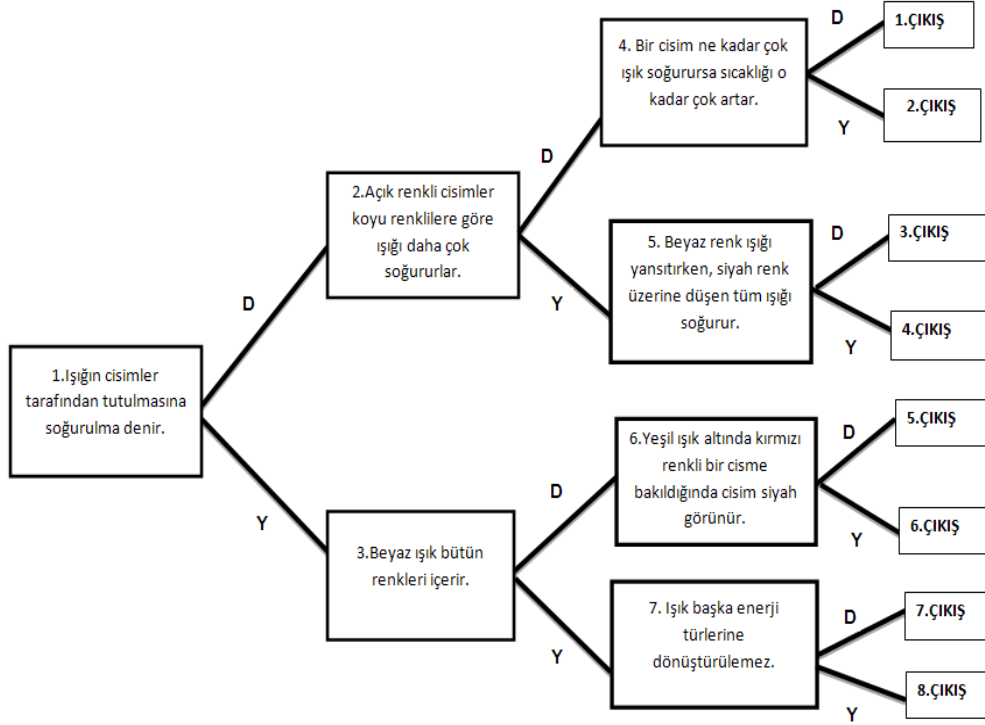 1.Işığın cisimler
tarafından tutulmasına
soğurulma denir.
D
Y
2.Açık renkli cisimler
koyu renklilere göre
ışığı daha çok
soğururlar.
D
Y
3.Beyaz ışık bütün
renkleri içerir.
D
Y
4. Bir cisim ne kadar çok
ışık soğurursa sıcaklığı o
kadar çok artar.
D
Y
5. Beyaz renk ışığı
yansıtırken, siyah renk
üzerine düşen tüm ışığı
soğurur.
D
Y
6.Yeşil ışık altında kırmızı
renkli bir cisme
bakıldığında cisim siyah
görünür.
D
Y
7. Işık başka enerji
türlerine
dönüştürülemez.
D
Y
1.ÇIKIŞ
2.ÇIKIŞ
3.ÇIKIŞ
4.ÇIKIŞ
5.ÇIKIŞ
6.ÇIKIŞ
7.ÇIKIŞ
8.ÇIKIŞ